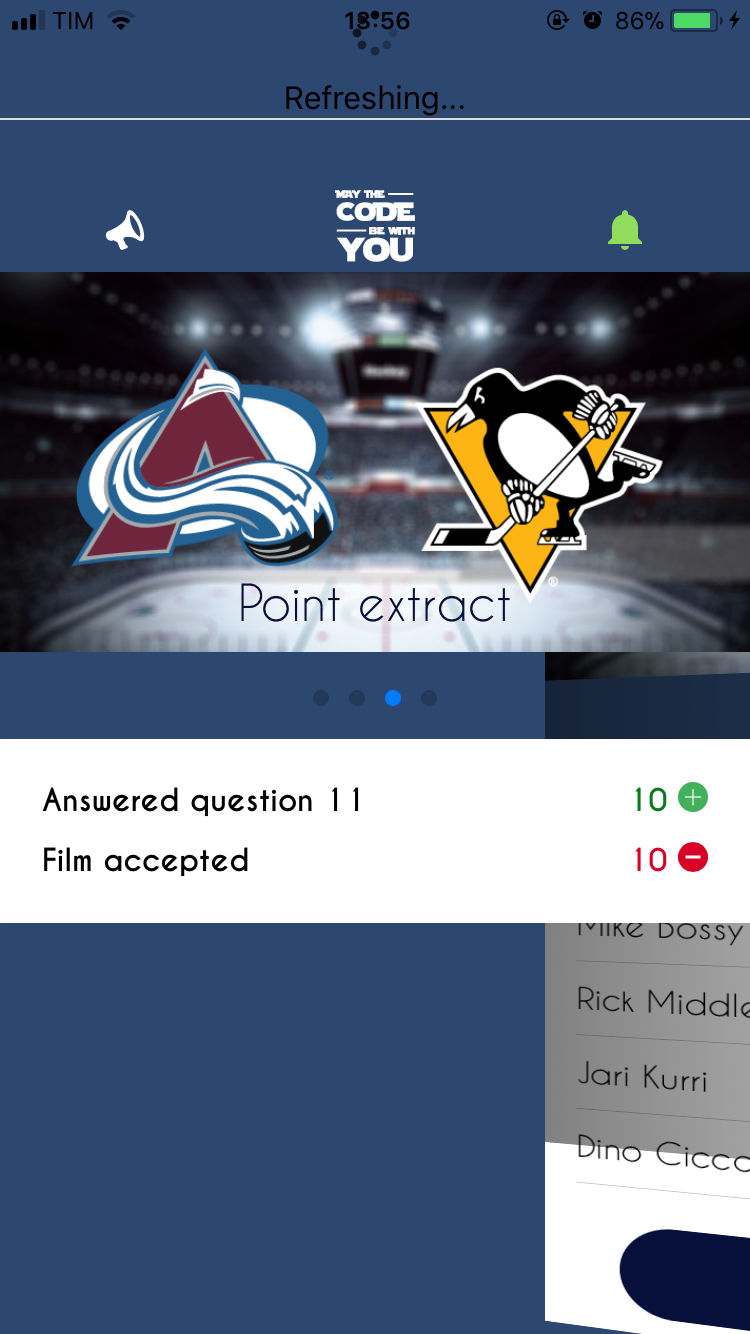 TIM 13:56 86%
Refreshing...
MAY THE
CODE
BE WITH
YOU
Point extract
Answered question 11 10
Film accepted 10
Mike Bossy
Rick Middle
Jari Kurri
Dino Cicco